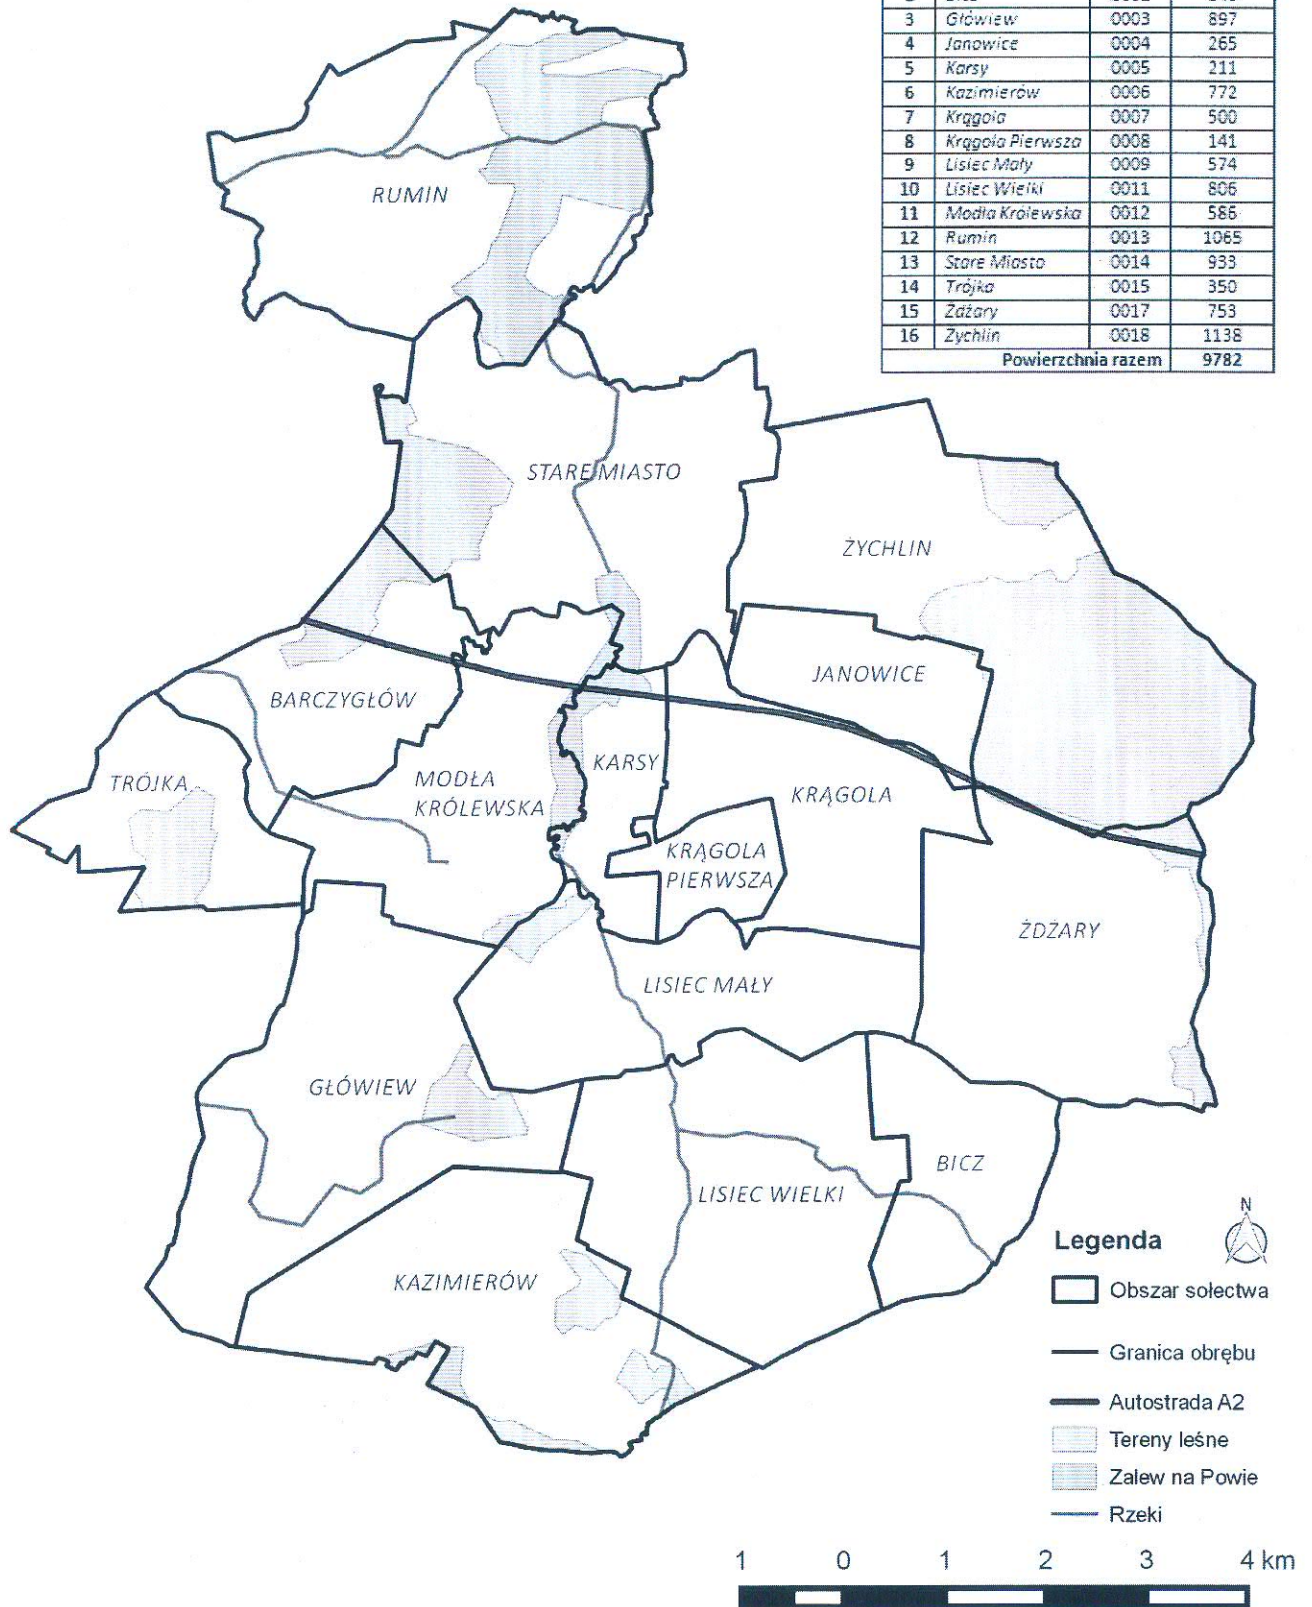 3 Główiew 0003 897
4 Janowice 0004 265
5 Karsy 0005 211
6 Kazimierów 0006 772
7 Krągola 0007 500
8 Krągola Pierwsza 0008 141
9 Lisiec Mały 0009 574
10 Lisiec Wielki 0011 806
11 Modła Królewska 0012 586
12 Rumin 0013 1065
13 Stare Miasto 0014 933
14 Trójka 0015 350
15 Żdżary 0017 753
16 Żychlin 0018 1138
Powierzchnia razem 9782
RUMIN
STARE MIASTO
ŻYCHLIN
JANOWICE
BARCZYGŁÓW
TRÓJKA
MODŁA
KRÓLEWSKA
KARSY
KRĄGOLA
KRĄGOLA
PIERWSZA
ŻDŻARY
LISIEC MAŁY
GŁÓWIEW
BICZ
LISIEC WIELKI
KAZIMIERÓW
N
Legenda
Obszar sołectwa
Granica obrębu
Autostrada A2
Tereny leśne
Zalew na Powie
Rzeki
1 0 1 2 3 4 km